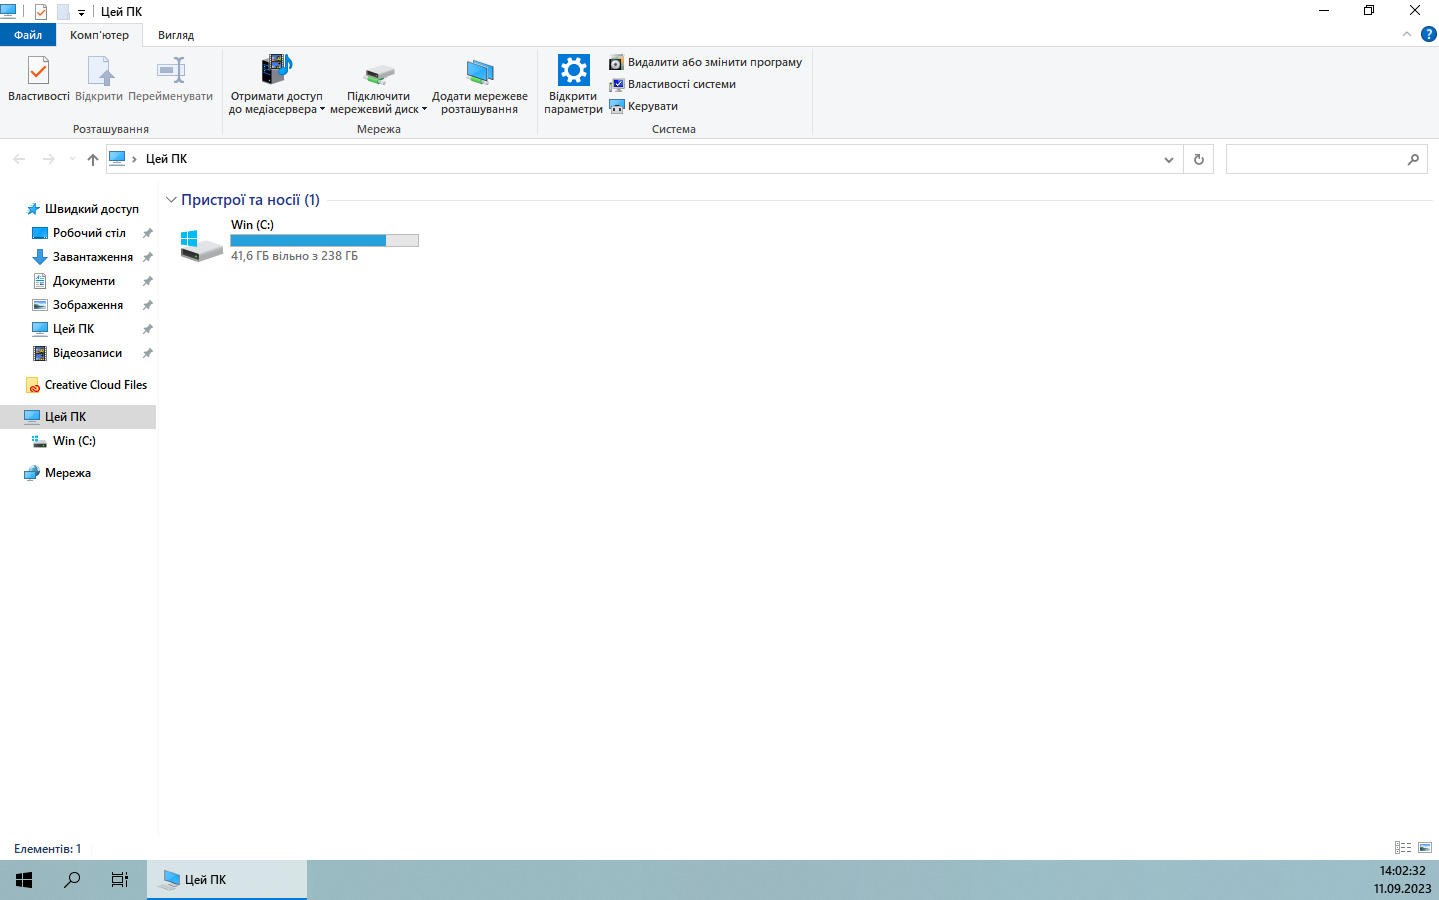 Цей ПК
Файл
Комп'ютер
Вигляд
Властивості
Відкрити
Перейменувати
Розташування
Отримати доступ
до медіасервера
Підключити
мережевий диск
Додати мережеве
розташування
Мережа
Відкрити
параметри
Видалити або змінити програму
Властивості системи
Керувати
Система
Цей ПК
Швидкий доступ
Робочий стіл
Завантаження
Документи
Зображення
Цей ПК
Відеозаписи
Creative Cloud Files
Цей ПК
Win (C:)
Мережа
Пристрої та носії (1)
Win (C:)
41,6 ГБ вільно з 238 ГБ
Елементів: 1
Цей ПК
14:02:32
11.09.2023